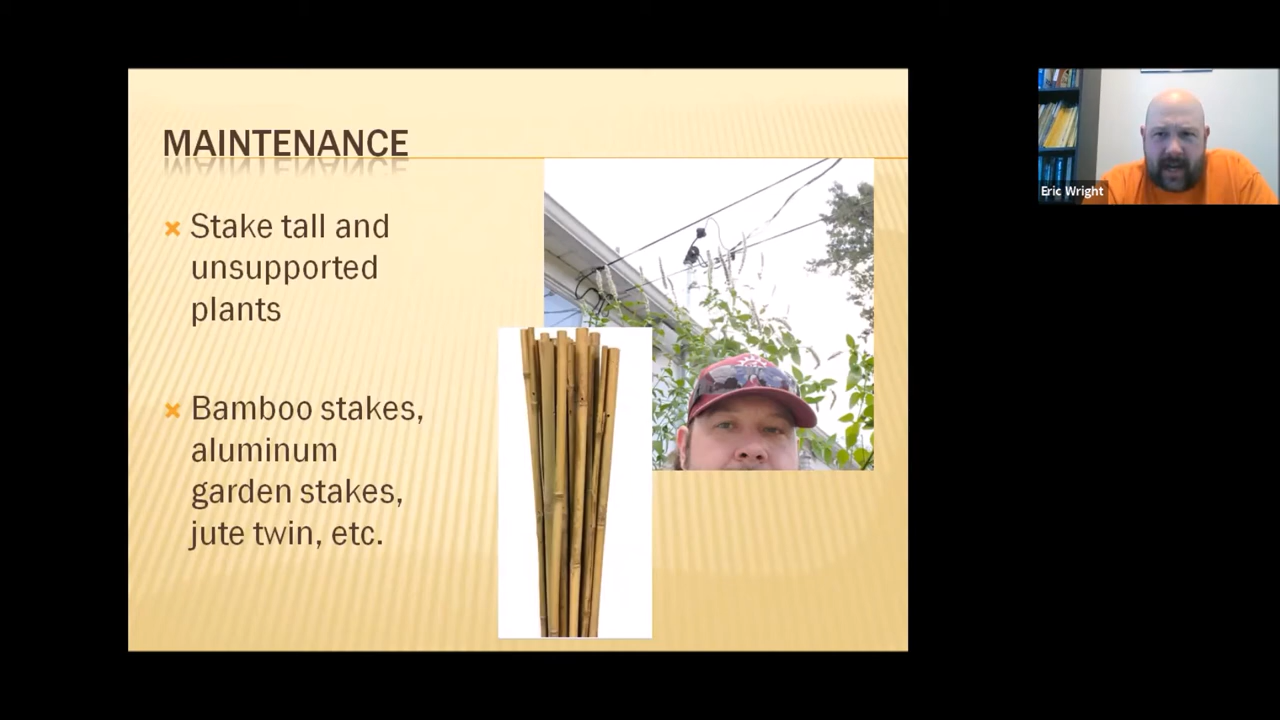 MAINTENANCE
Stake tall and
unsupported
plants
Bamboo stakes,
aluminum
garden stakes,
jute twin, etc.
Eric Wright